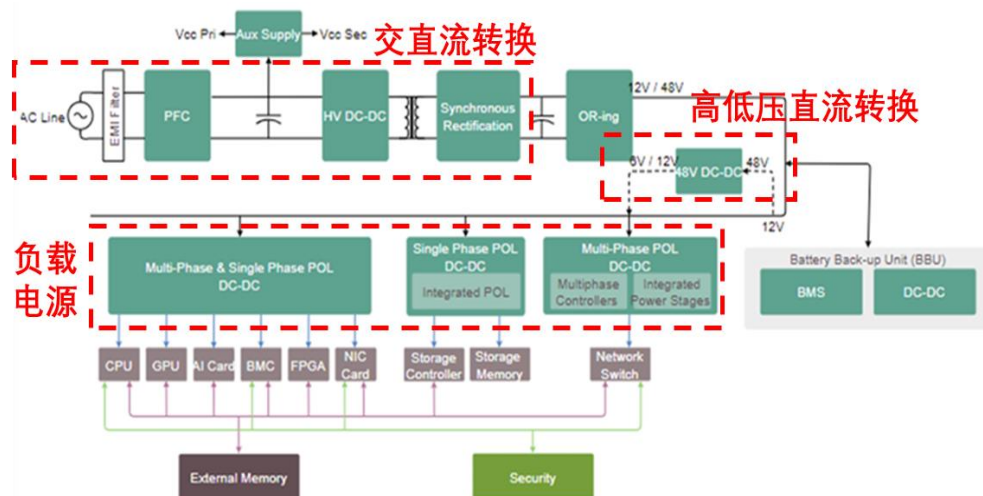 Vcc Pri
Aux Supply
Vcc Sec
交直流转换
AC Line
EMI Filter
PFC
HV DC-DC
Synchronous
Rectification
OR-ing
12V / 48V
高低压直流转换
6V / 12V
48V DC-DC
48V
12V
负载
电源
Multi-Phase & Single Phase POL
DC-DC
Single Phase POL
DC-DC
Integrated POL
Multi-Phase POL
DC-DC
Multiphase
Controllers
Integrated
Power Stages
Battery Back-up Unit (BBU)
BMS
DC-DC
CPU
GPU
AI Card
BMC
FPGA
NIC
Card
Storage
Controller
Storage
Memory
Network
Switch
External Memory
Security